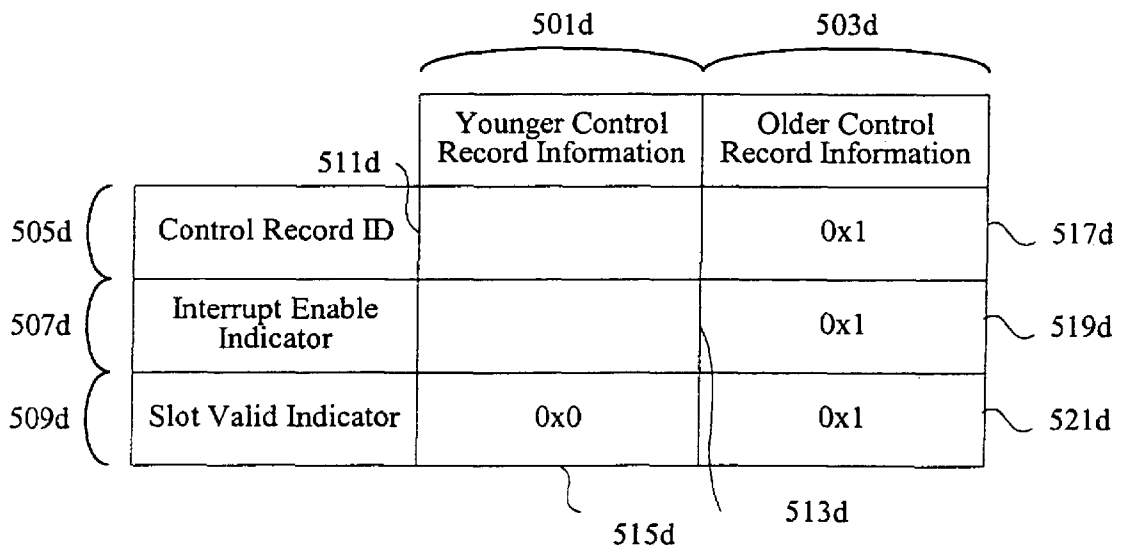 501d 503d
Younger Control
Record Information
Older Control
Record Information
511d
505d
Control Record ID
0x1
517d
507d
Interrupt Enable
Indicator
0x1
519d
509d
Slot Valid Indicator
0x0
0x1
521d
513d
515d